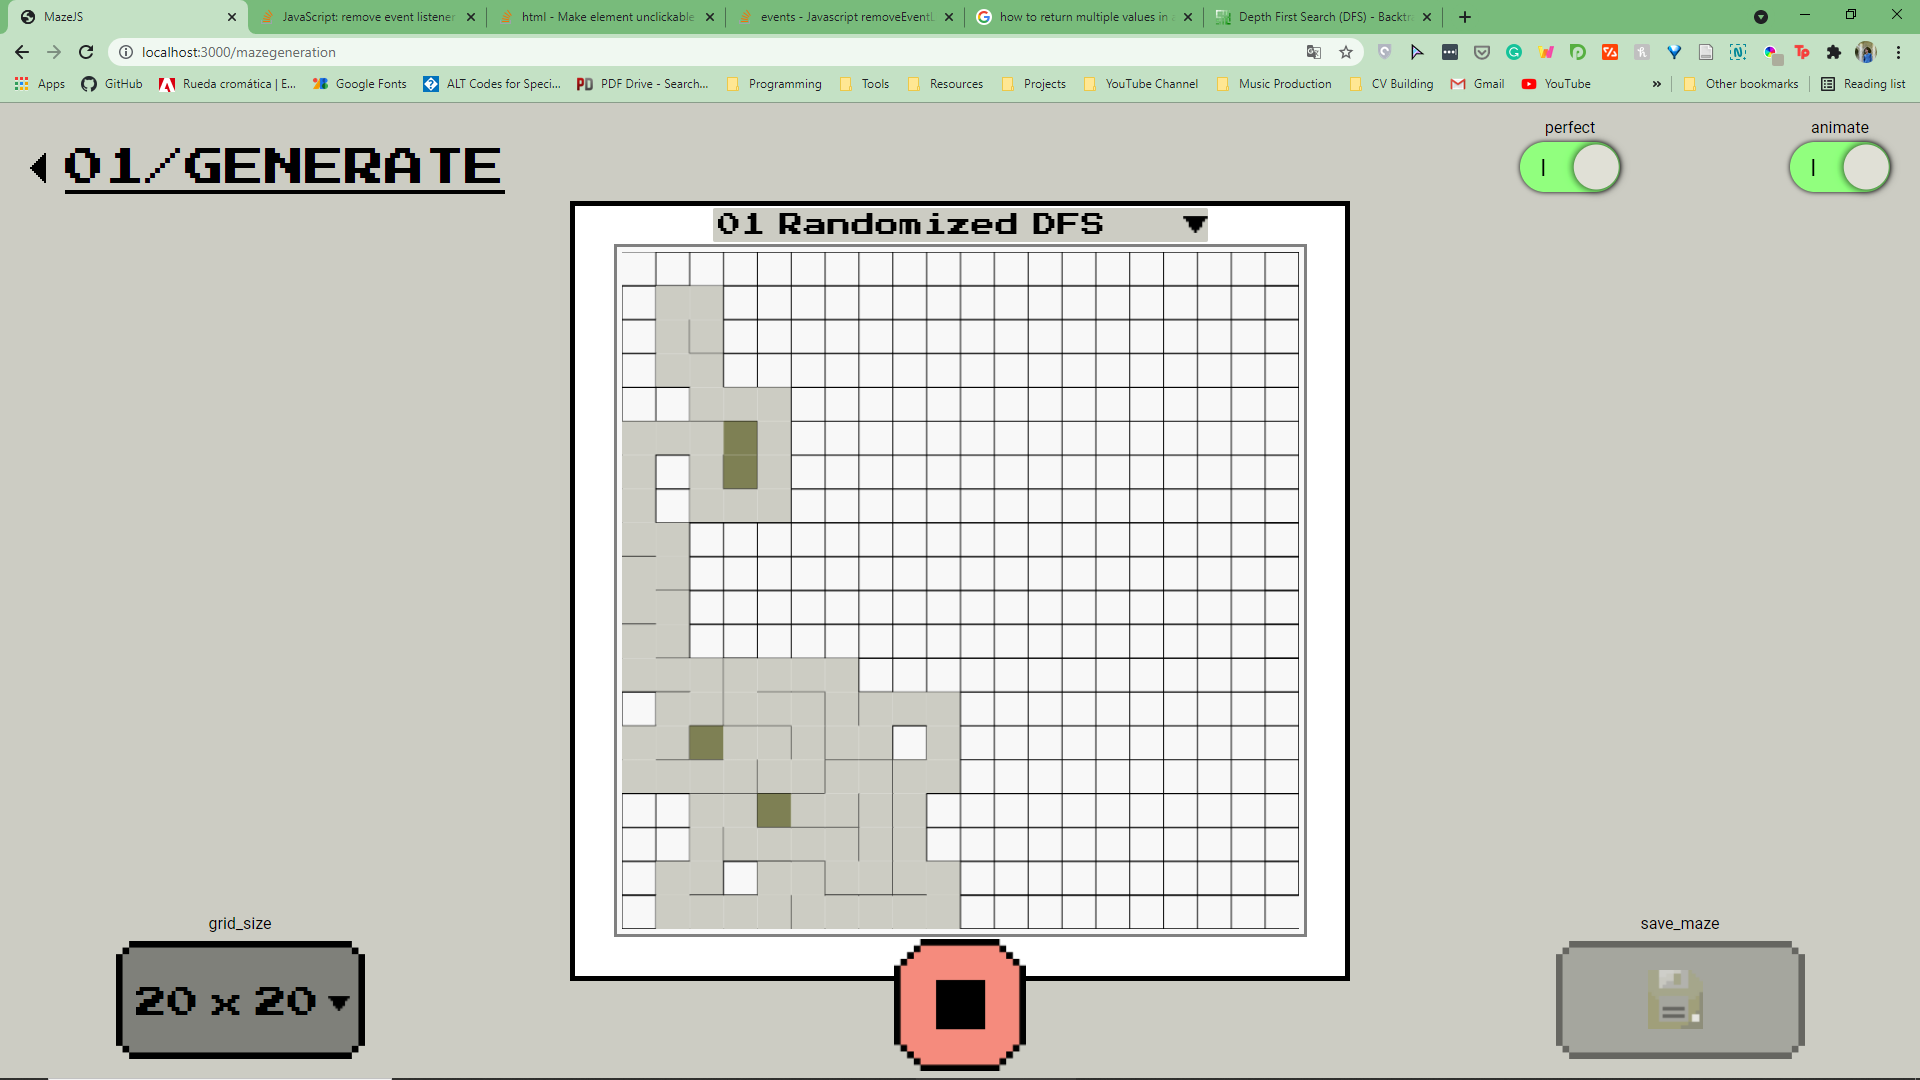 MazeJS
JavaScript: remove event listener
html - Make element unclickable
events - Javascript removeEventL
how to return multiple values in a
Depth First Search (DFS) - Backtra
localhost:3000/mazegeneration
Apps
GitHub
Rueda cromática | E...
Google Fonts
ALT Codes for Speci...
PDF Drive - Search...
Programming
Tools
Resources
Projects
YouTube Channel
Music Production
CV Building
Gmail
YouTube
»
Other bookmarks
Reading list
01/GENERATE
perfect
animate
01 Randomized DFS
grid_size
20 x 20
save_maze